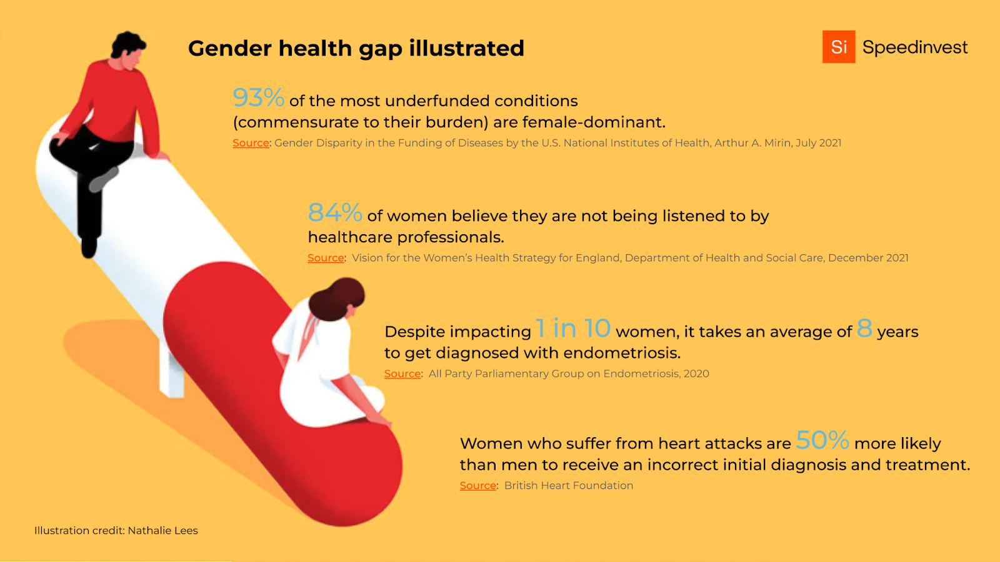 Gender health gap illustrated
Si Speedinvest
93% of the most underfunded conditions
(commensurate to their burden) are female-dominant.
Source: Gender Disparity in the Funding of Diseases by the U.S. National Institutes of Health, Arthur A. Mirin, July 2021
84% of women believe they are not being listened to by
healthcare professionals.
Source: Vision for the Women’s Health Strategy for England, Department of Health and Social Care, December 2021
Despite impacting 1 in 10 women, it takes an average of 8 years
to get diagnosed with endometriosis.
Source: All Party Parliamentary Group on Endometriosis, 2020
Women who suffer from heart attacks are 50% more likely
than men to receive an incorrect initial diagnosis and treatment.
Source: British Heart Foundation
Illustration credit: Nathalie Lees